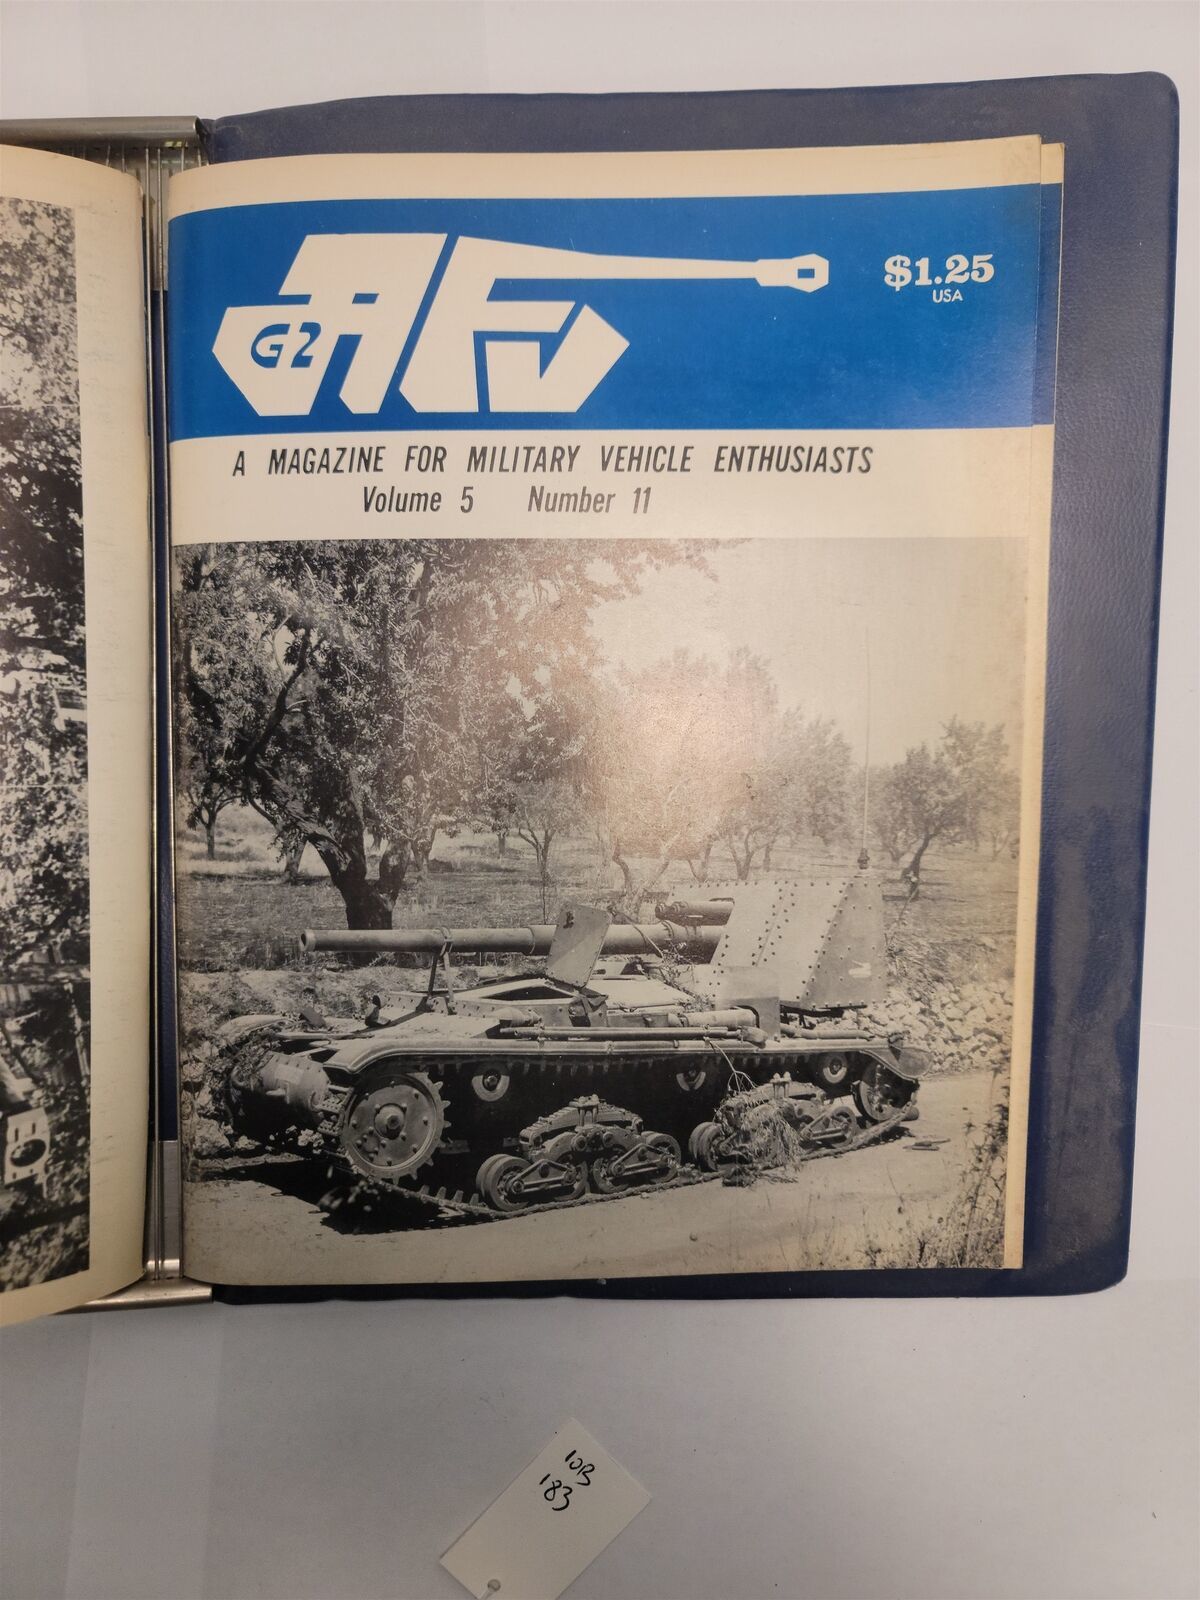 AFV
G2
$1.25
USA
A MAGAZINE FOR MILITARY VEHICLE ENTHUSIASTS
Volume 5 Number 11
10B
183